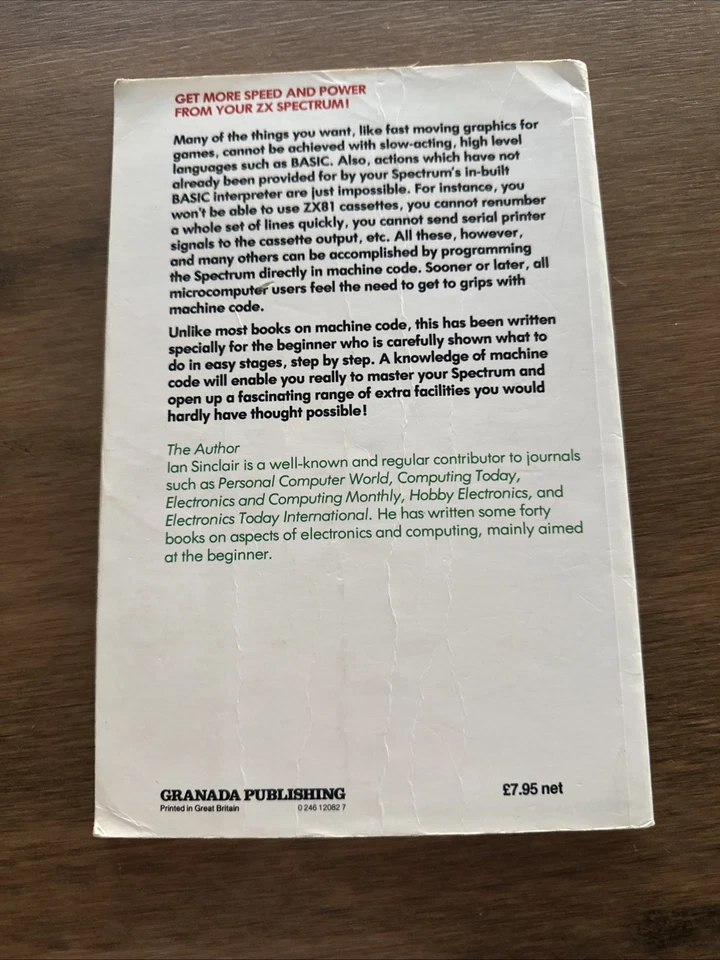 GET MORE SPEED AND POWER
FROM YOUR ZX SPECTRUM!
Many of the things you want, like fast moving graphics for
games, cannot be achieved with slow-acting, high level
languages such as BASIC. Also, actions which have not
already been provided for by your Spectrum's in-built
BASIC interpreter are just impossible. For instance, you
won't be able to use ZX81 cassettes, you cannot renumber
a whole set of lines quickly, you cannot send serial printer
signals to the cassette output, etc. All these, however,
and many others can be accomplished by programming
the Spectrum directly in machine code. Sooner or later, all
microcomputer users feel the need to get to grips with
machine code.
Unlike most books on machine code, this has been written
specially for the beginner who is carefully shown what to
do in easy stages, step by step. A knowledge of machine
code will enable you really to master your Spectrum and
open up a fascinating range of extra facilities you would
hardly have thought possible!
The Author
Ian Sinclair is a well-known and regular contributor to journals
such as Personal Computer World, Computing Today,
Electronics and Computing Monthly, Hobby Electronics, and
Electronics Today International. He has written some forty
books on aspects of electronics and computing, mainly aimed
at the beginner.
GRANADA PUBLISHING
Printed in Great Britain 0 246 12082 7
£7.95 net